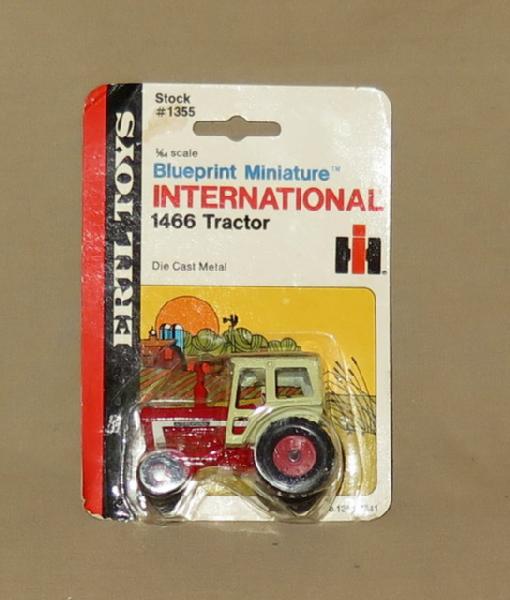 Stock
#1355
ERTL TOYS
1/64 scale
Blueprint Miniature™
INTERNATIONAL
1466 Tractor
IH®
Die Cast Metal